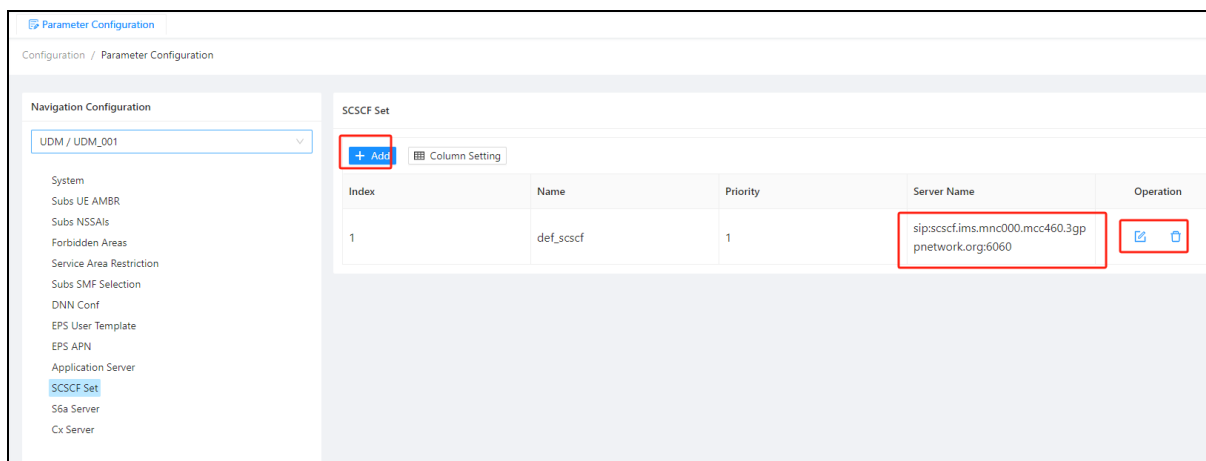 Parameter Configuration
Configuration / Parameter Configuration
Navigation Configuration
UDM / UDM_001
System
Subs UE AMBR
Subs NSSAIs
Forbidden Areas
Service Area Restriction
Subs SMF Selection
DNN Conf
EPS User Template
EPS APN
Application Server
SCSCF Set
S6a Server
Cx Server
SCSCF Set
+ Add Column Setting
Index Name Priority Server Name Operation
1 def_scscf 1 sip:scscf.ims.mnc000.mcc460.3gp
pnetwork.org:6060